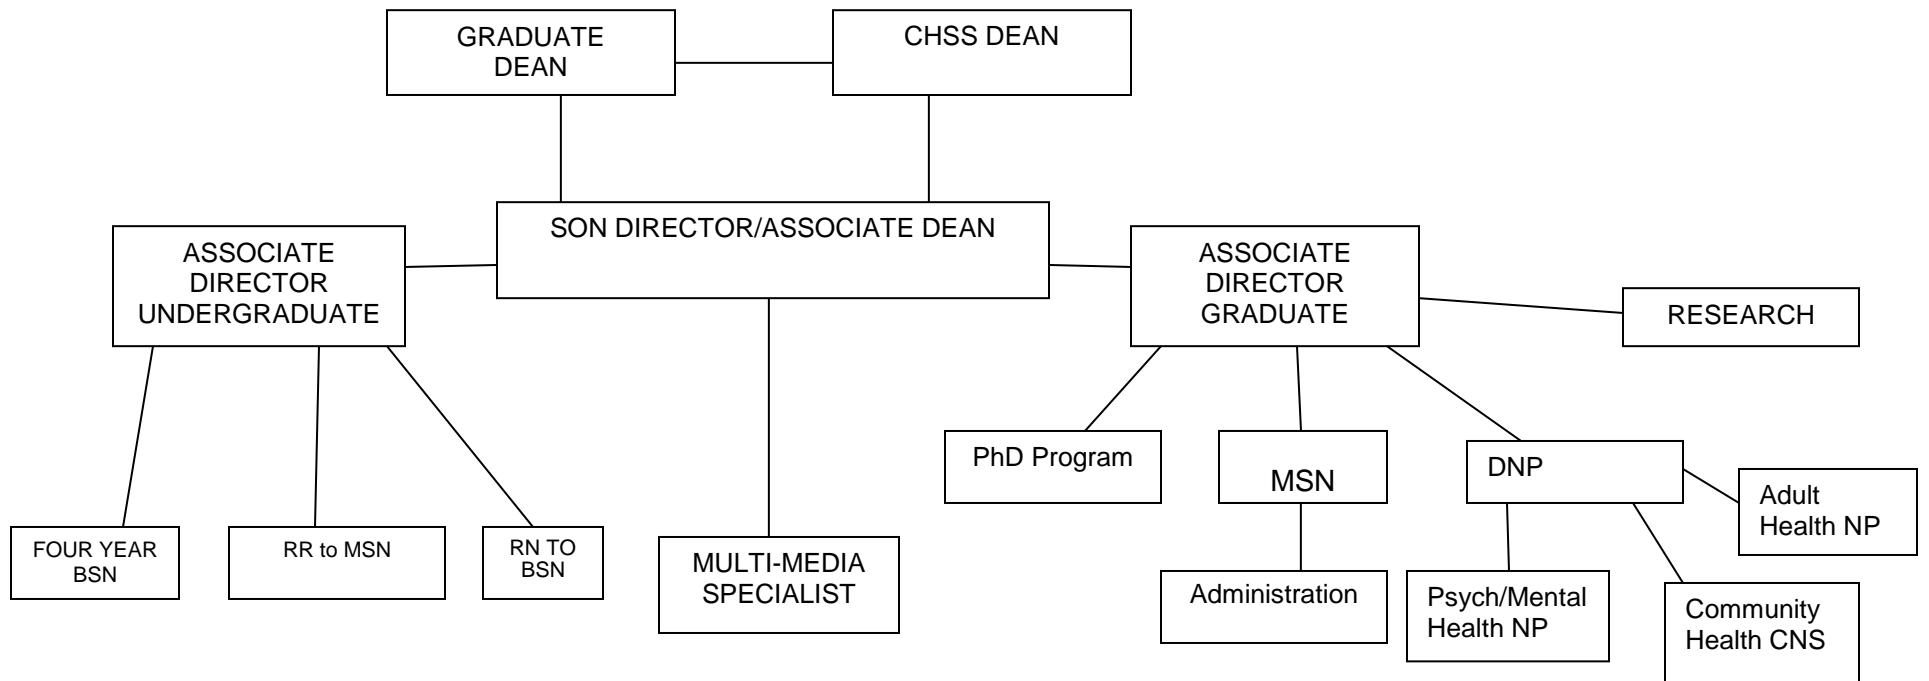 GRADUATE
DEAN
CHSS DEAN
SON DIRECTOR/ASSOCIATE DEAN
ASSOCIATE
DIRECTOR
UNDERGRADUATE
ASSOCIATE
DIRECTOR
GRADUATE
RESEARCH
PhD Program
MSN
DNP
Adult
Health NP
FOUR YEAR
BSN
RR to MSN
RN TO
BSN
MULTI-MEDIA
SPECIALIST
Administration
Psych/Mental
Health NP
Community
Health CNS